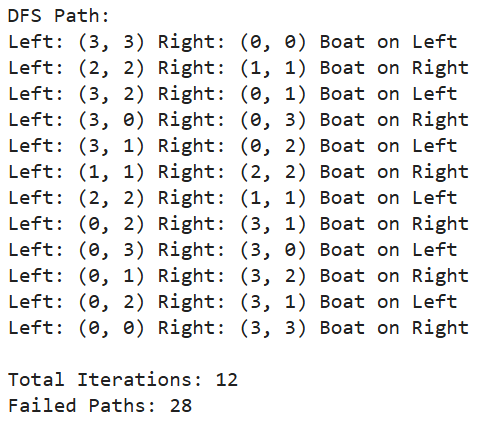 DFS Path:
Left: (3, 3) Right: (0, 0) Boat on Left
Left: (2, 2) Right: (1, 1) Boat on Right
Left: (3, 2) Right: (0, 1) Boat on Left
Left: (3, 0) Right: (0, 3) Boat on Right
Left: (3, 1) Right: (0, 2) Boat on Left
Left: (1, 1) Right: (2, 2) Boat on Right
Left: (2, 2) Right: (1, 1) Boat on Left
Left: (0, 2) Right: (3, 1) Boat on Right
Left: (0, 3) Right: (3, 0) Boat on Left
Left: (0, 1) Right: (3, 2) Boat on Right
Left: (0, 2) Right: (3, 1) Boat on Left
Left: (0, 0) Right: (3, 3) Boat on Right
Total Iterations: 12
Failed Paths: 28